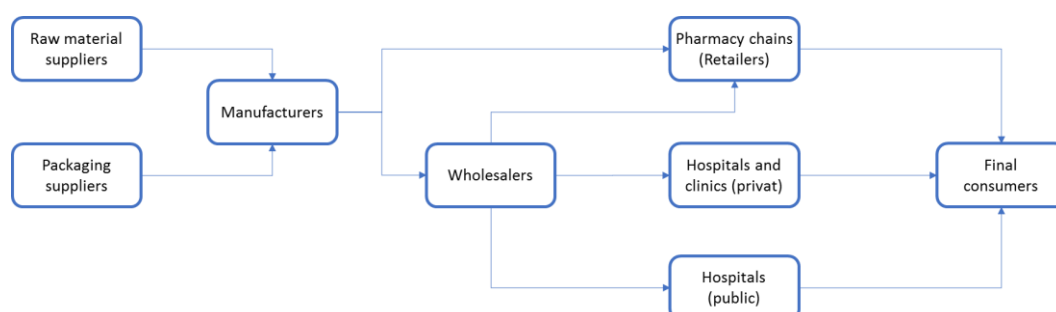 Raw material
suppliers
Packaging
suppliers
Manufacturers
Wholesalers
Pharmacy chains
(Retailers)
Hospitals and
clinics (privat)
Hospitals
(public)
Final
consumers